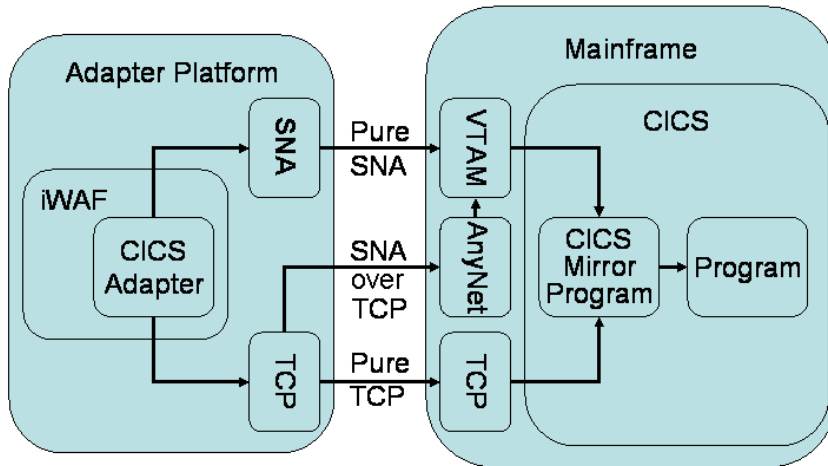 Adapter Platform
Mainframe
SNA
Pure
SNA
VTAM
CICS
iWAF
CICS
Adapter
SNA
over
TCP
AnyNet
CICS
Mirror
Program
Program
TCP
Pure
TCP
TCP